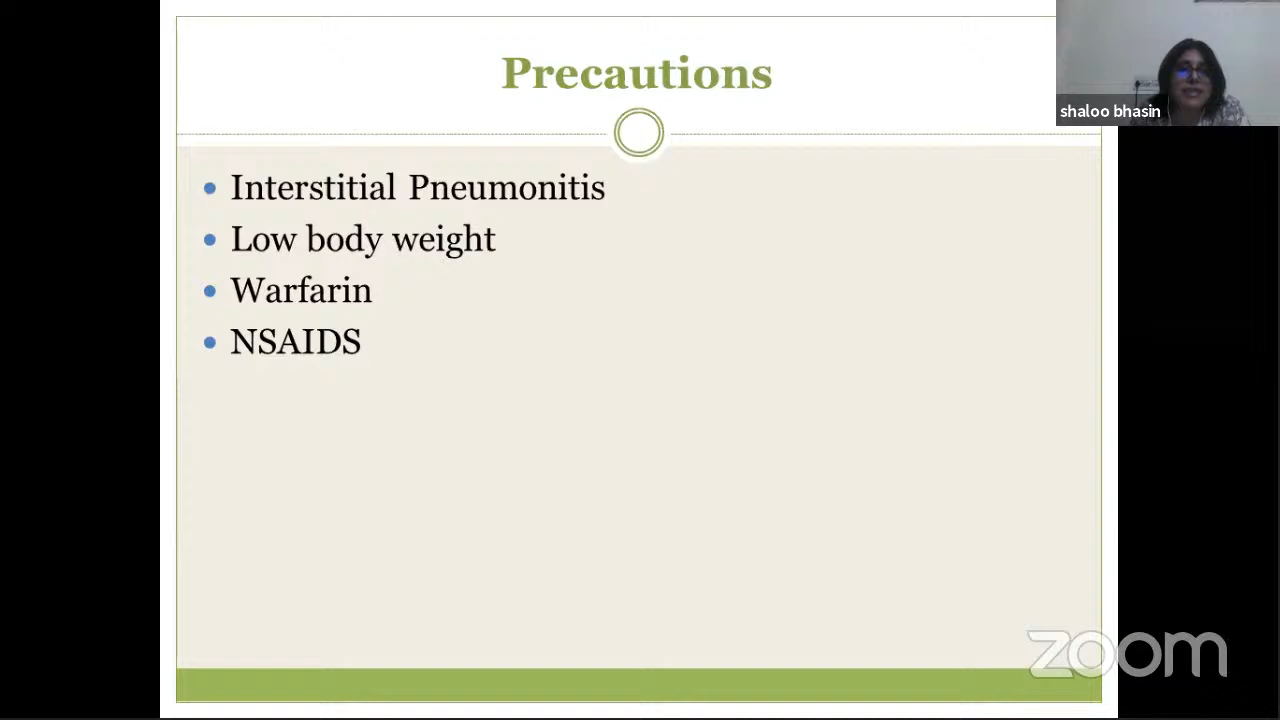 Precautions
shaloo bhasin
Interstitial Pneumonitis
Low body weight
Warfarin
NSAIDS
zoom